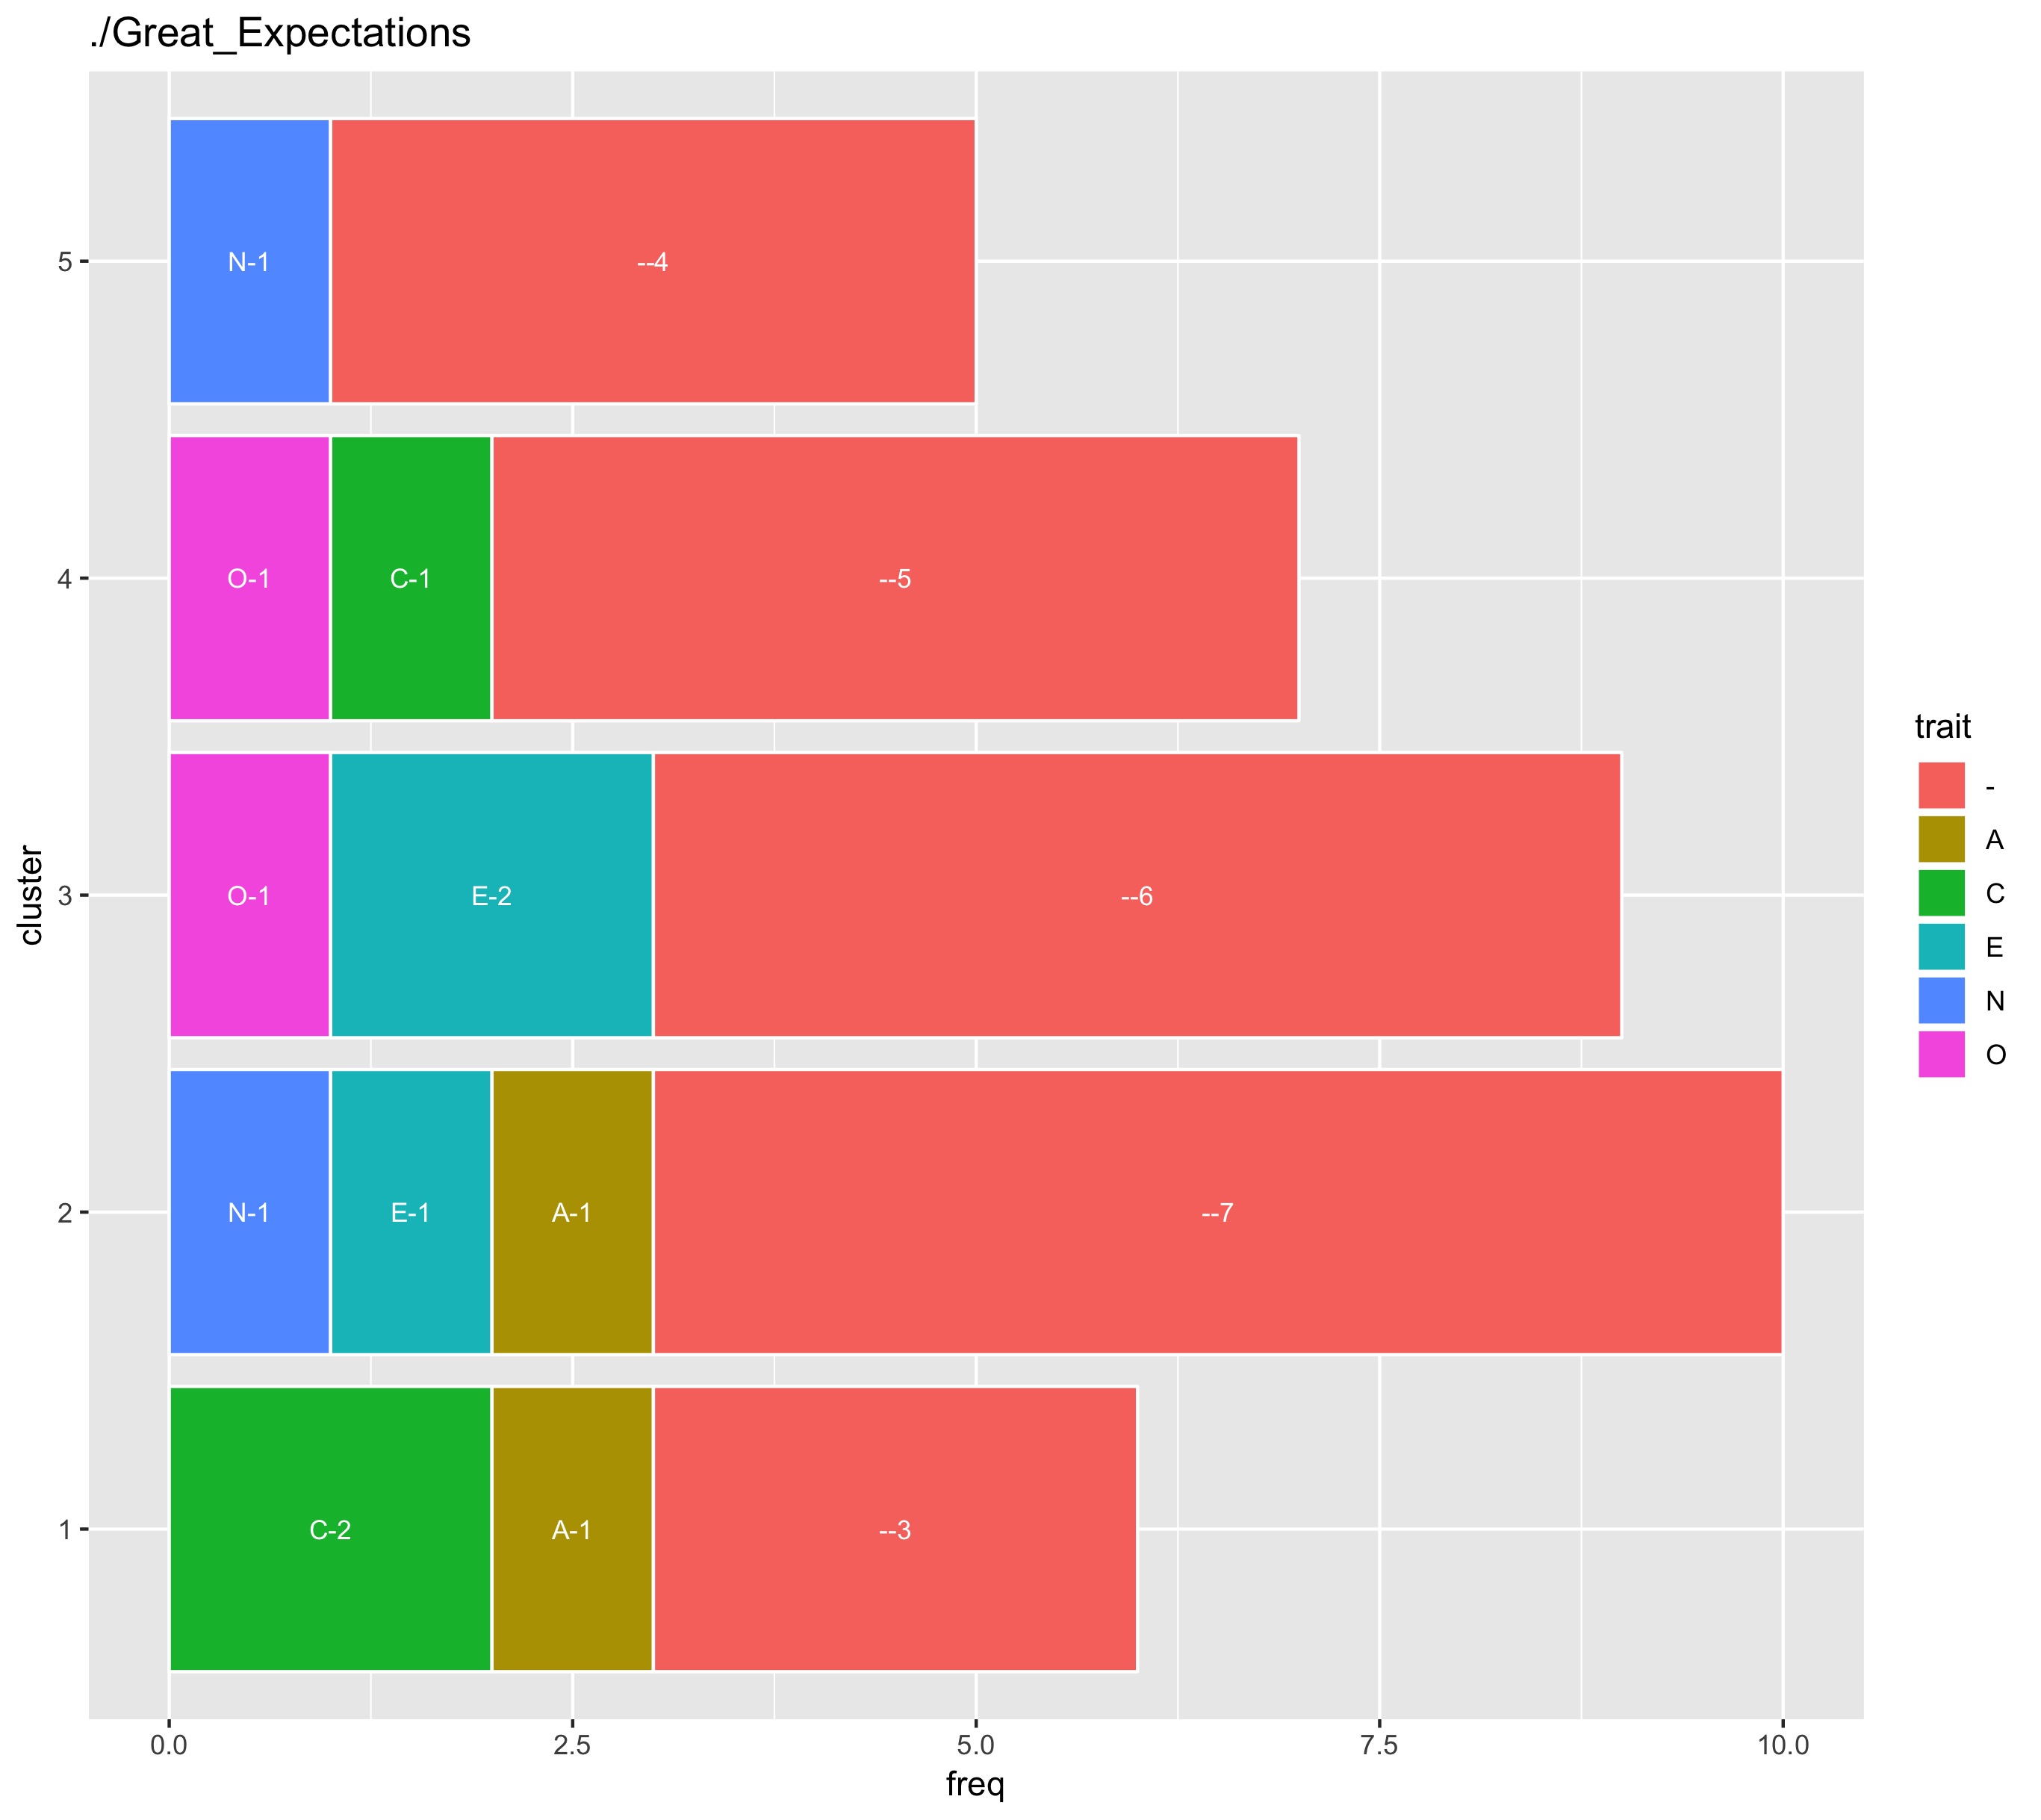 ./Great_Expectations
5
N-1 --4
4
O-1 C-1 --5
3
O-1 E-2 --6
2
N-1 E-1 A-1 --7
1
C-2 A-1 --3
0.0 2.5 5.0 7.5 10.0
freq
cluster
trait
-
A
C
E
N
O